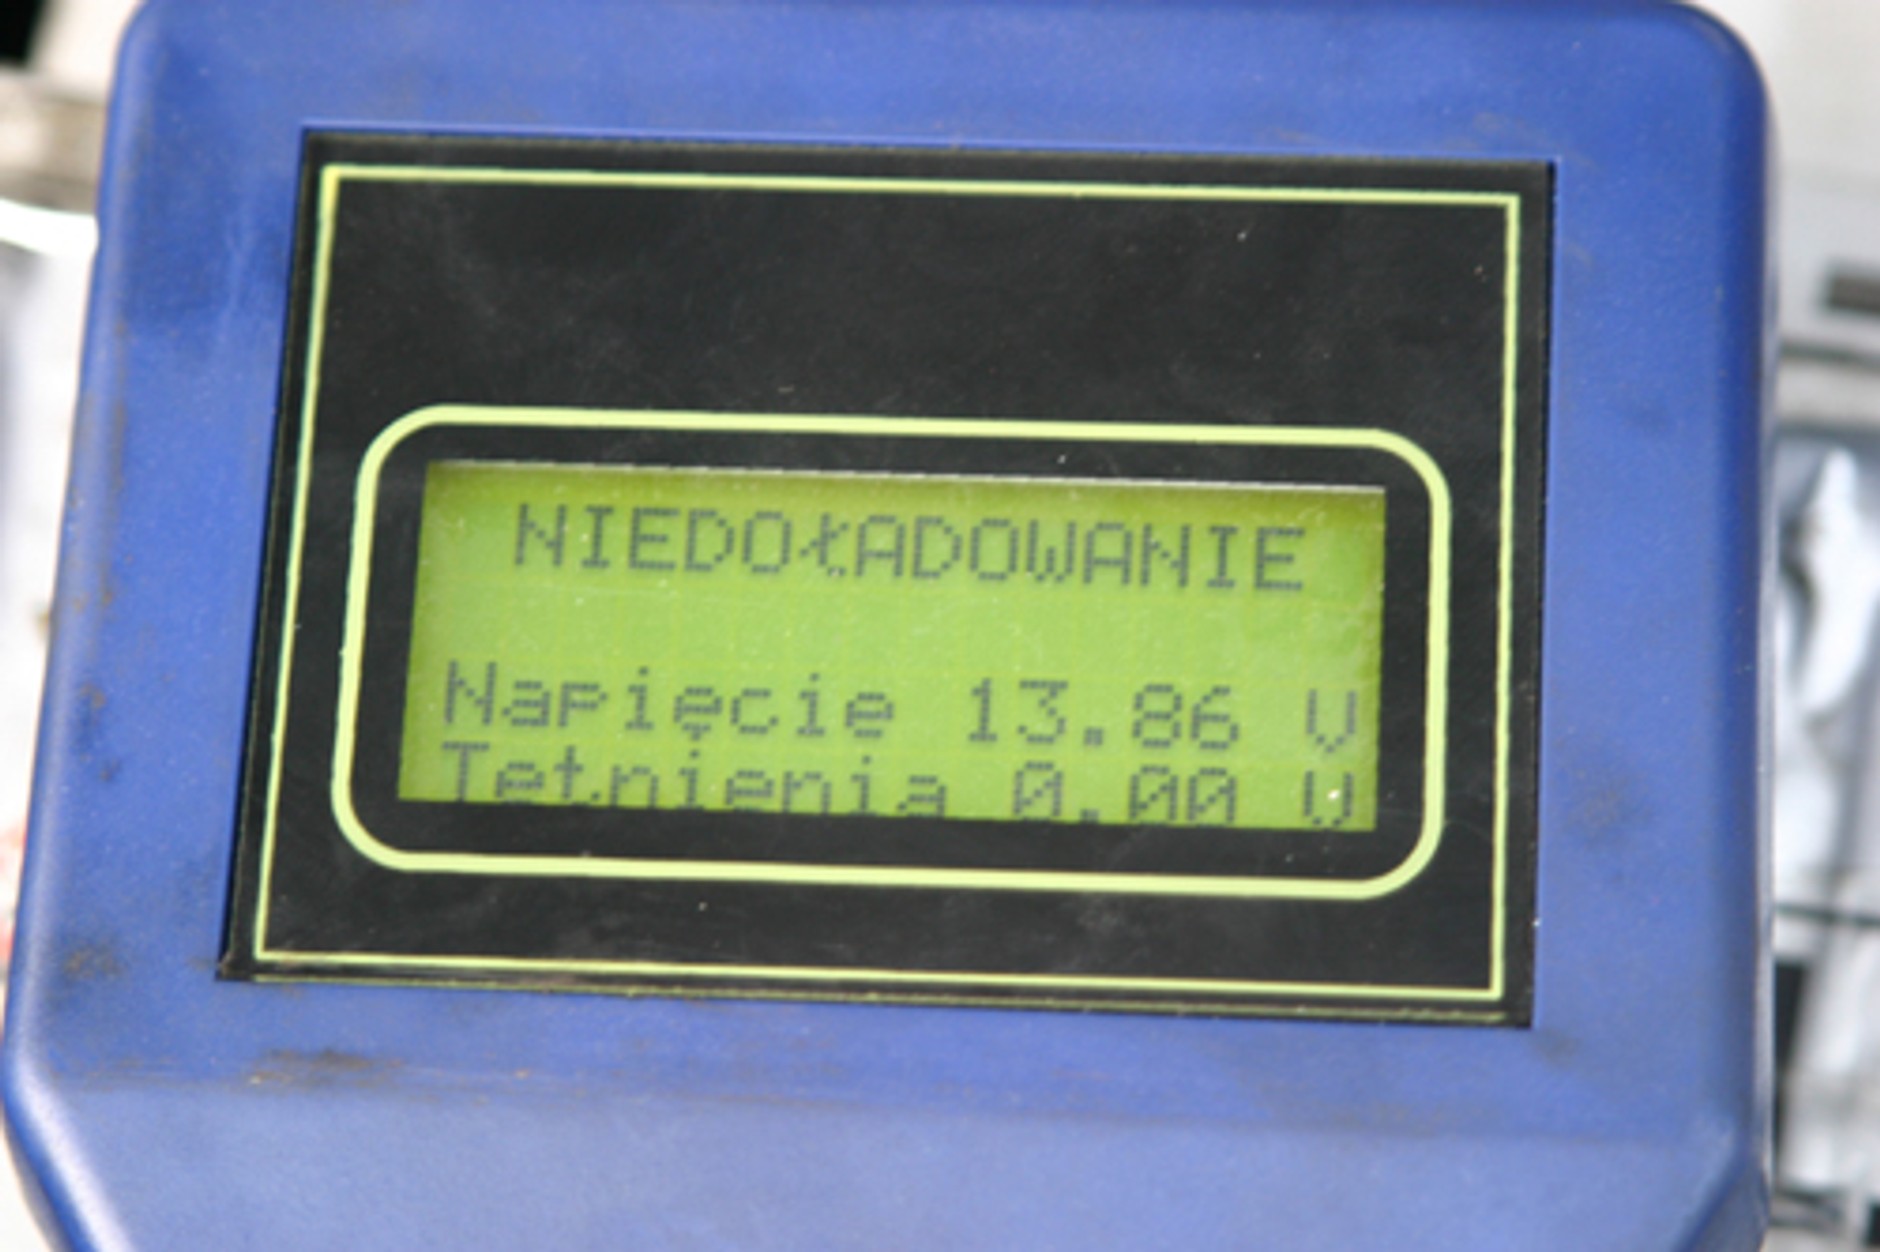 NIEDOŁADOWANIE
Napięcie 13.86 V
Tętnienia 0.00 V